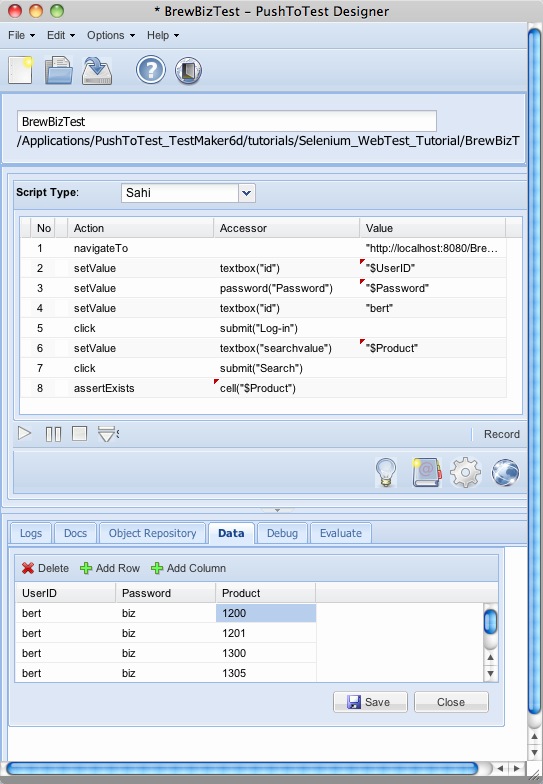 * BrewBizTest – PushToTest Designer
File Edit Options Help
BrewBizTest
/Applications/PushToTest_TestMaker6d/tutorials/Selenium_WebTest_Tutorial/BrewBizT
Script Type: Sahi
No Action Accessor Value
1 navigateTo "http://localhost:8080/Bre...
2 setValue textbox("id") "$UserID"
3 setValue password("Password") "$Password"
4 setValue textbox("id") "bert"
5 click submit("Log-in")
6 setValue textbox("searchvalue") "$Product"
7 click submit("Search")
8 assertExists cell("$Product")
Record
Logs Docs Object Repository Data Debug Evaluate
Delete Add Row Add Column
UserID Password Product
bert biz 1200
bert biz 1201
bert biz 1300
bert biz 1305
Save Close